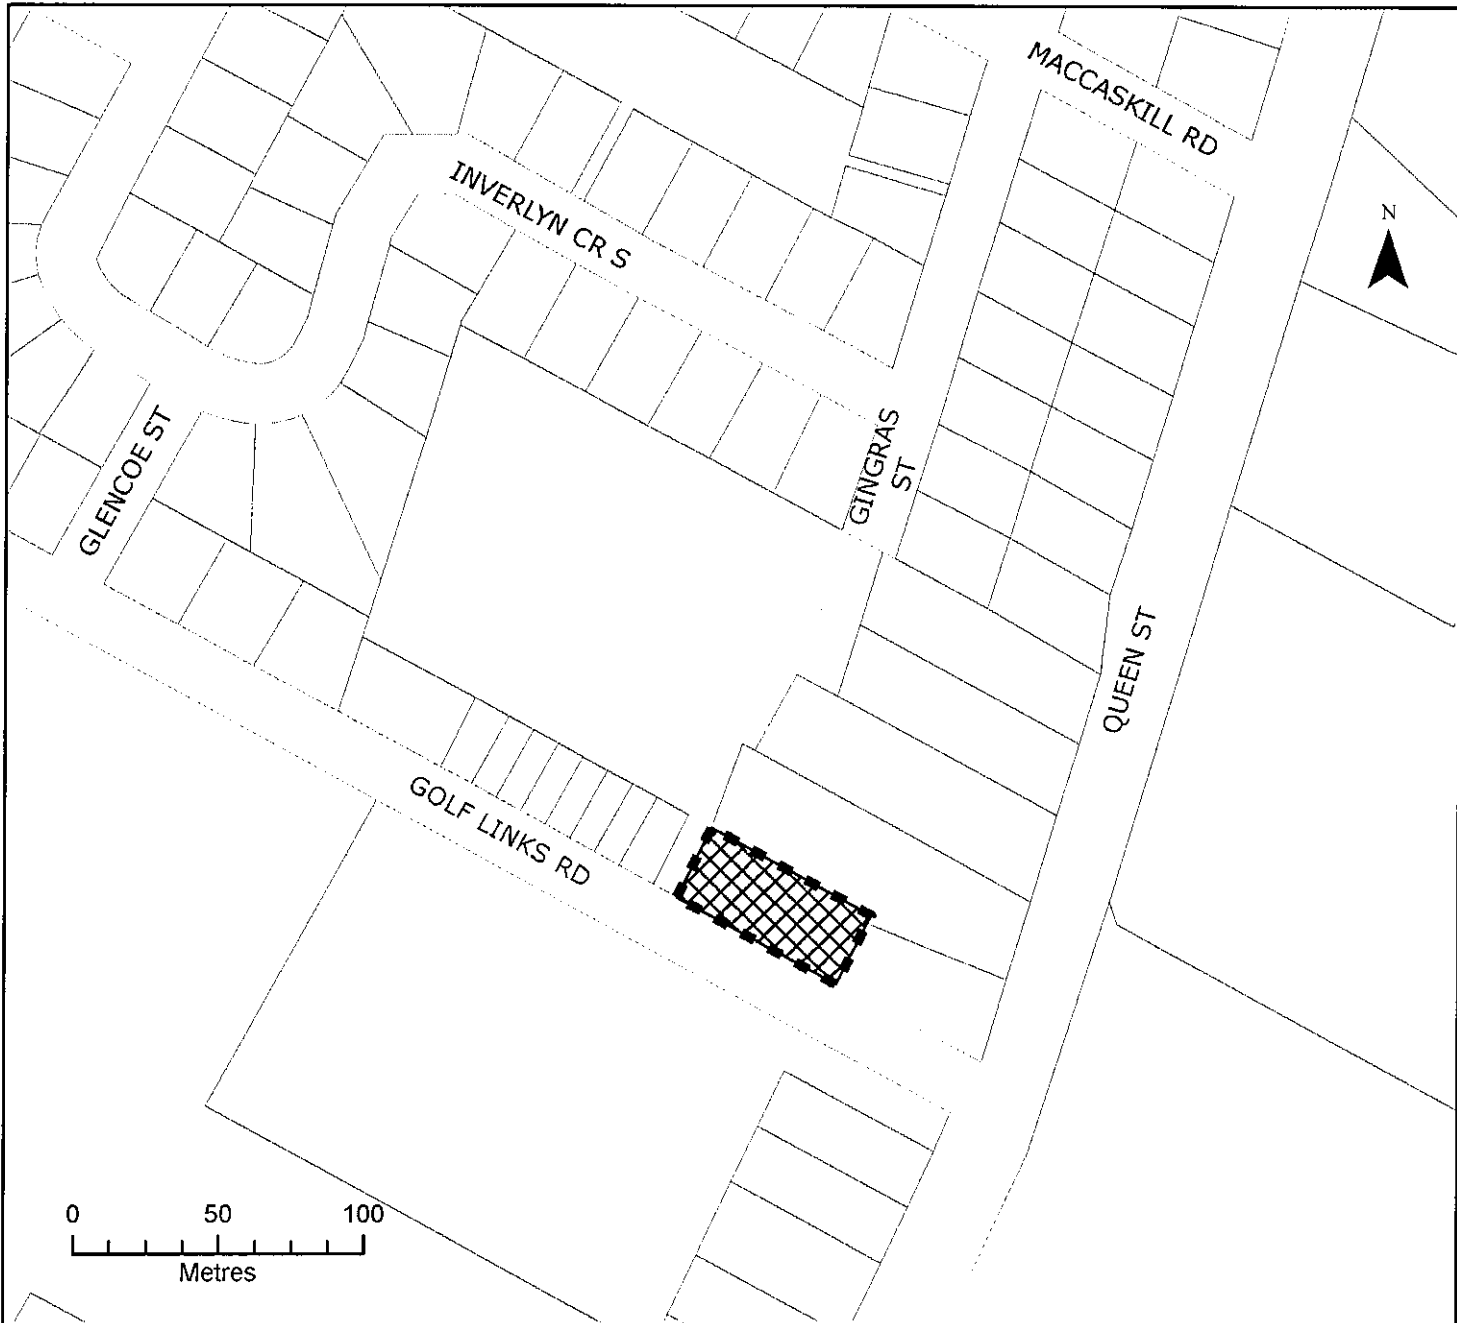 MACCASKILL RD
N
INVERLYN CR S
GINGRAS
ST
GLENCOE ST
QUEEN ST
GOLF LINKS RD
0 50 100
Metres